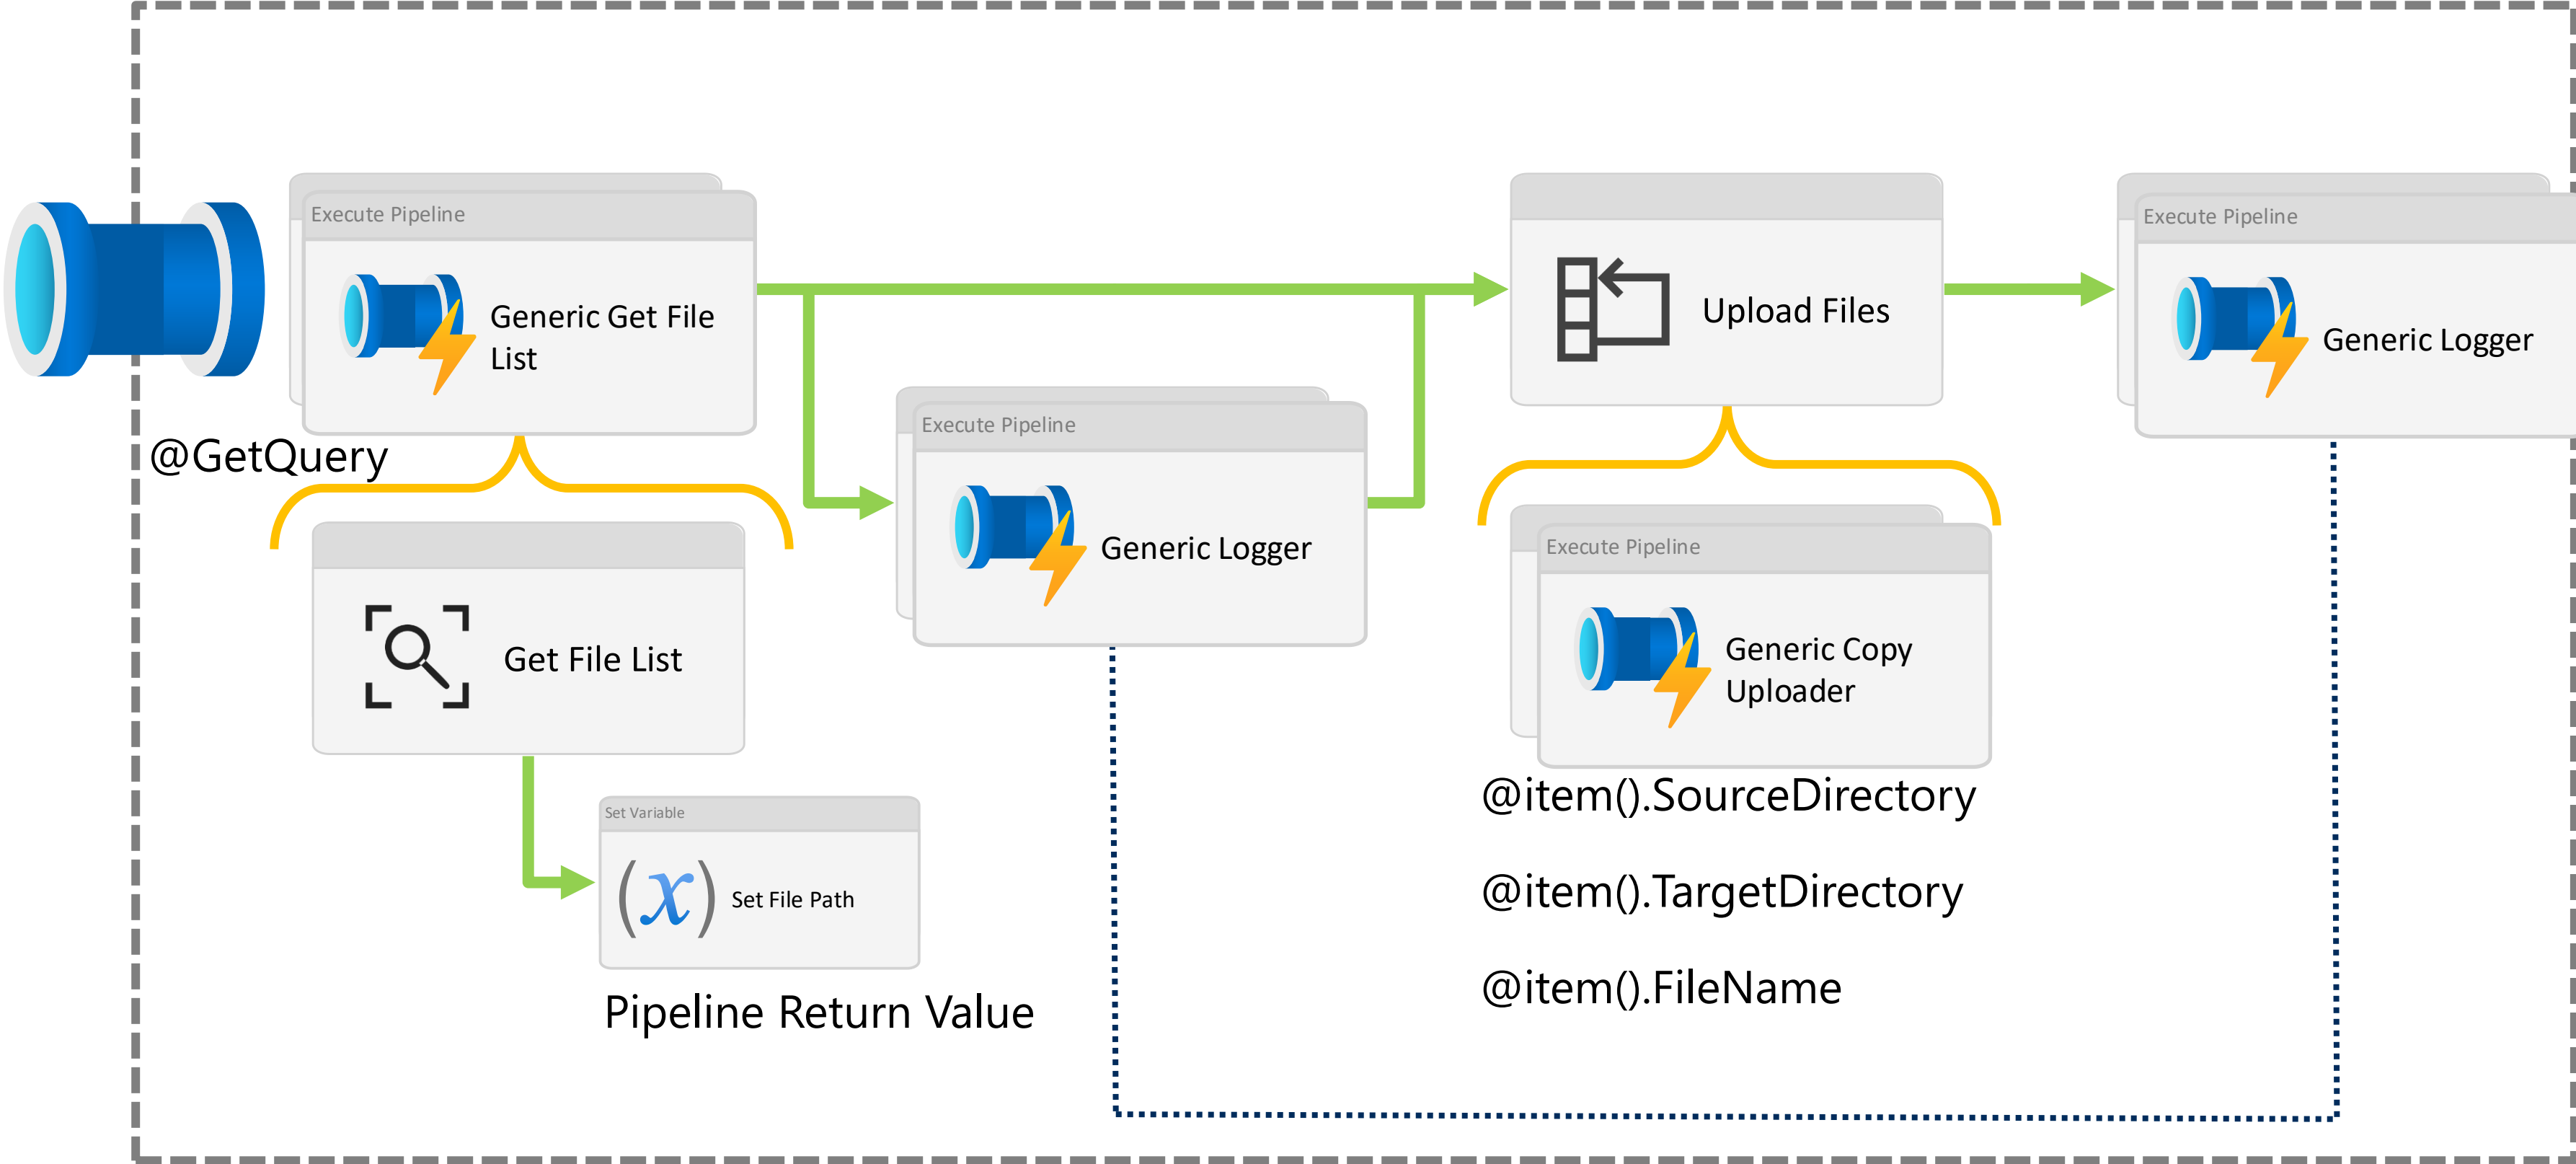 Execute Pipeline
Generic Get File
List
@GetQuery
Get File List
Set Variable
(x)
Set File Path
Pipeline Return Value
Execute Pipeline
Generic Logger
Upload Files
Execute Pipeline
Generic Copy
Uploader
@item().SourceDirectory
@item().TargetDirectory
@item().FileName
Execute Pipeline
Generic Logger